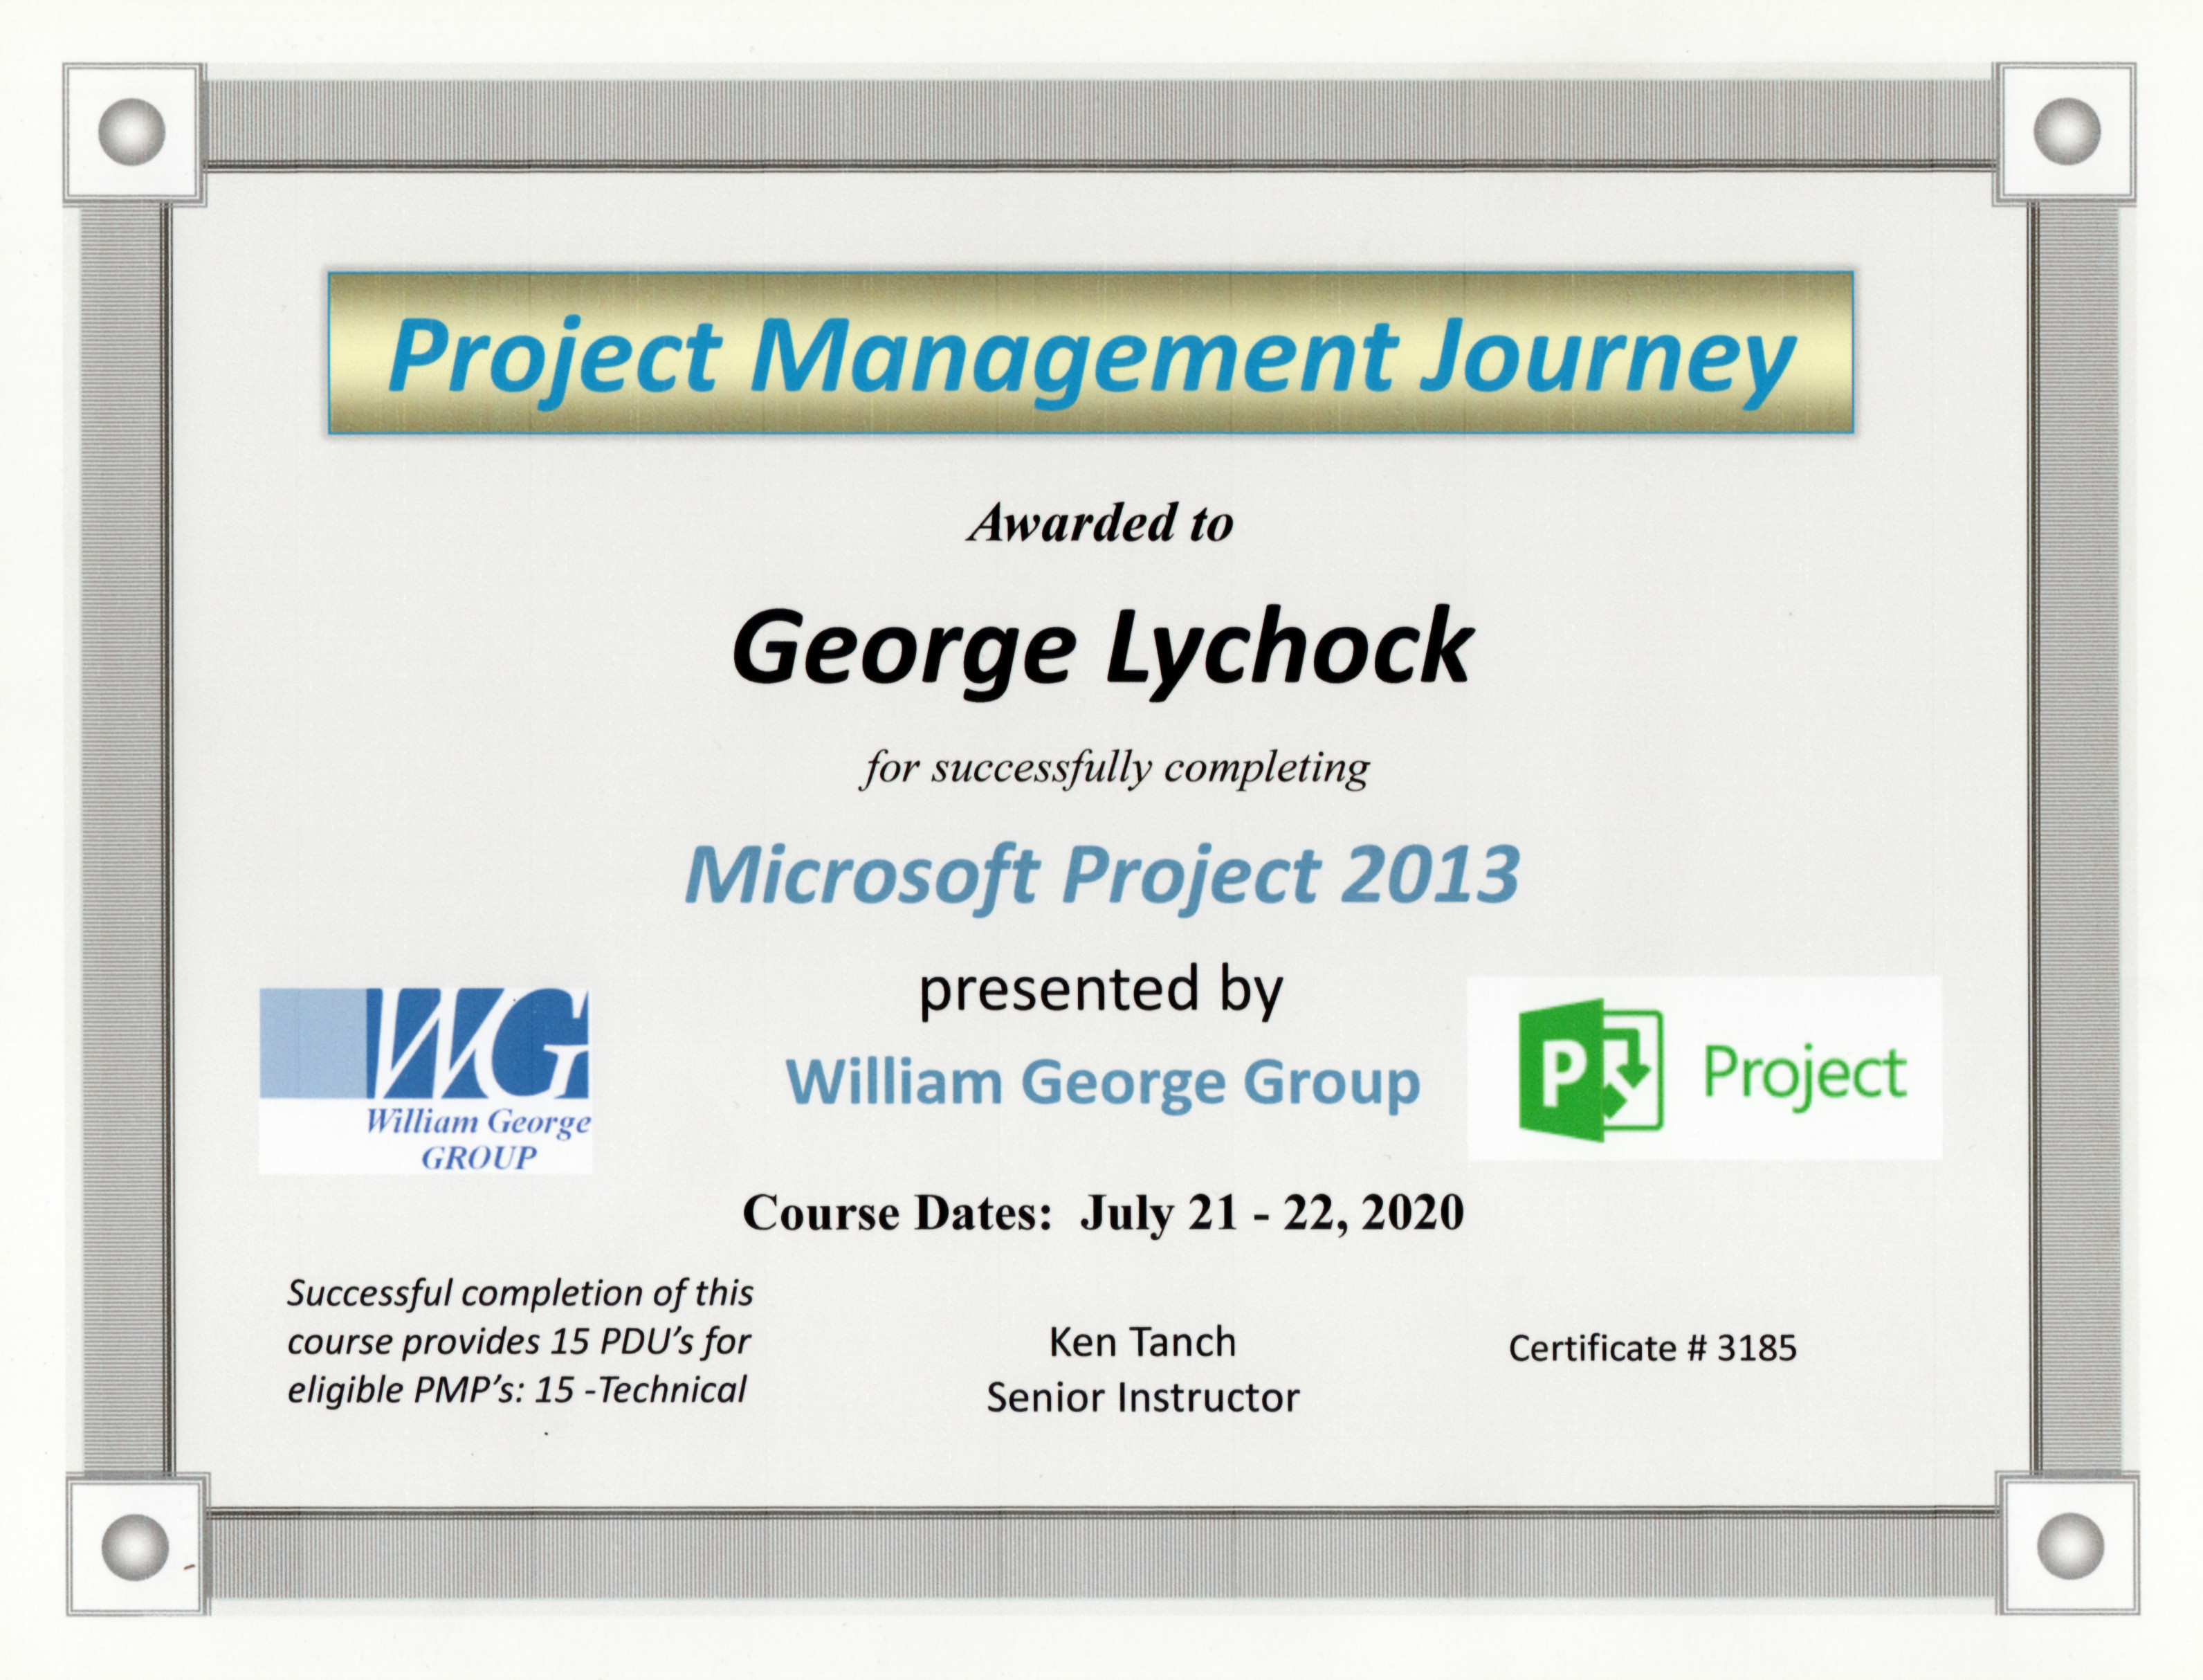 Project Management Journey
Awarded to
George Lychock
for successfully completing
Microsoft Project 2013
presented by
WG
William George
GROUP
William George Group
P
Project
Course Dates: July 21 - 22, 2020
Successful completion of this
course provides 15 PDU's for
eligible PMP's: 15 -Technical
Ken Tanch
Senior Instructor
Certificate # 3185